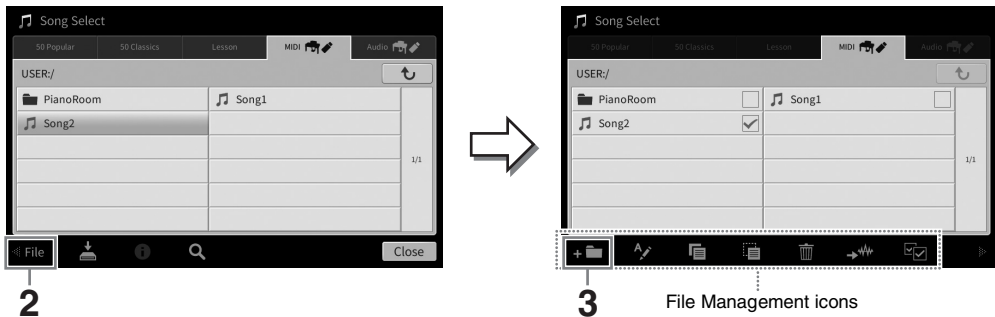 Song Select
50 Popular 50 Classics Lesson MIDI Audio
USER:/
PianoRoom Song1
Song2
1/1
File Close
2
Song Select
50 Popular 50 Classics Lesson MIDI Audio
USER:/
PianoRoom Song1
Song2
1/1
+ A
3
File Management icons